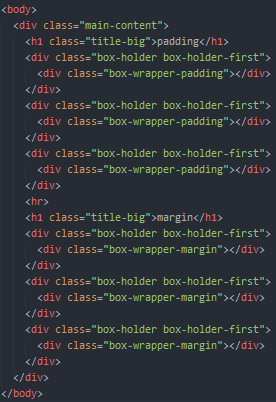 <body>
<div class="main-content">
<h1 class="title-big">padding</h1>
<div class="box-holder box-holder-first">
<div class="box-wrapper-padding"></div>
</div>
<div class="box-holder box-holder-first">
<div class="box-wrapper-padding"></div>
</div>
<div class="box-holder box-holder-first">
<div class="box-wrapper-padding"></div>
</div>
<hr>
<h1 class="title-big">margin</h1>
<div class="box-holder box-holder-first">
<div class="box-wrapper-margin"></div>
</div>
<div class="box-holder box-holder-first">
<div class="box-wrapper-margin"></div>
</div>
<div class="box-holder box-holder-first">
<div class="box-wrapper-margin"></div>
</div>
</div>
</body>